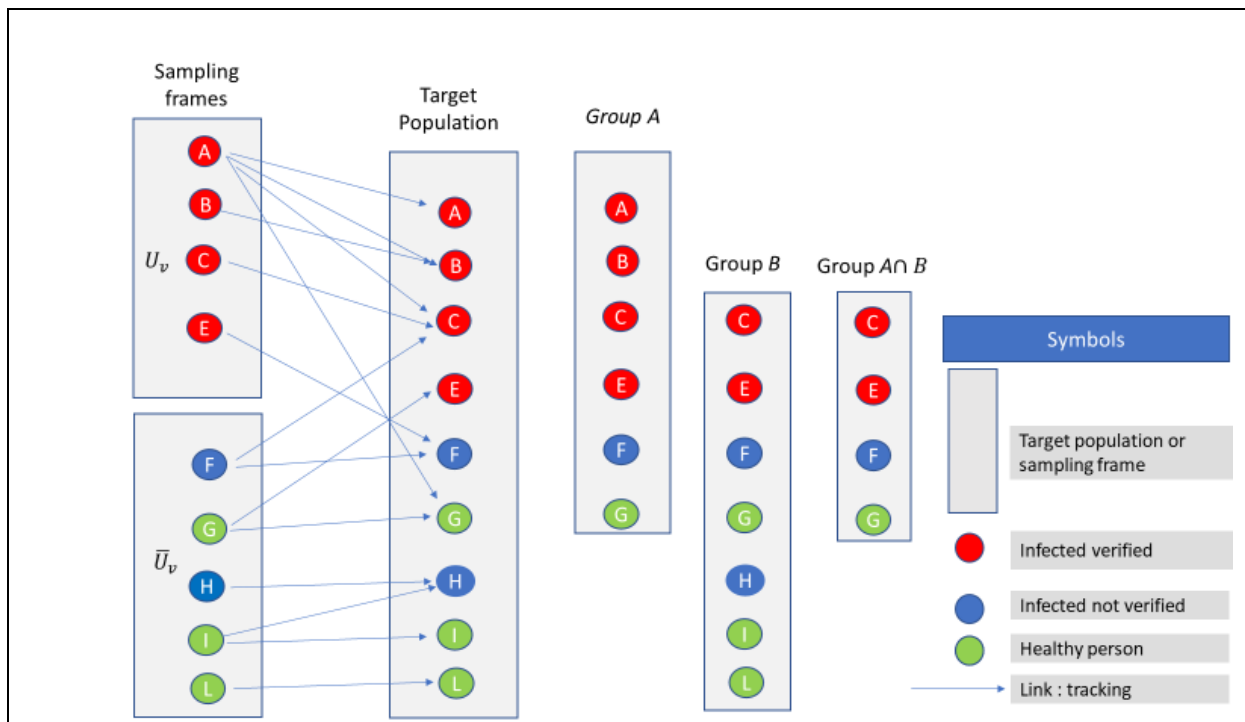 Sampling
frames
A
B
U_v
C
E
F
G
Ū_v
H
I
L
Target
Population
A
B
C
E
F
G
H
I
L
Group A
A
B
C
E
F
G
Group B
C
E
F
G
H
I
L
Group A∩ B
C
E
F
G
Symbols
Target population or
sampling frame
Infected verified
Infected not verified
Healthy person
Link : tracking